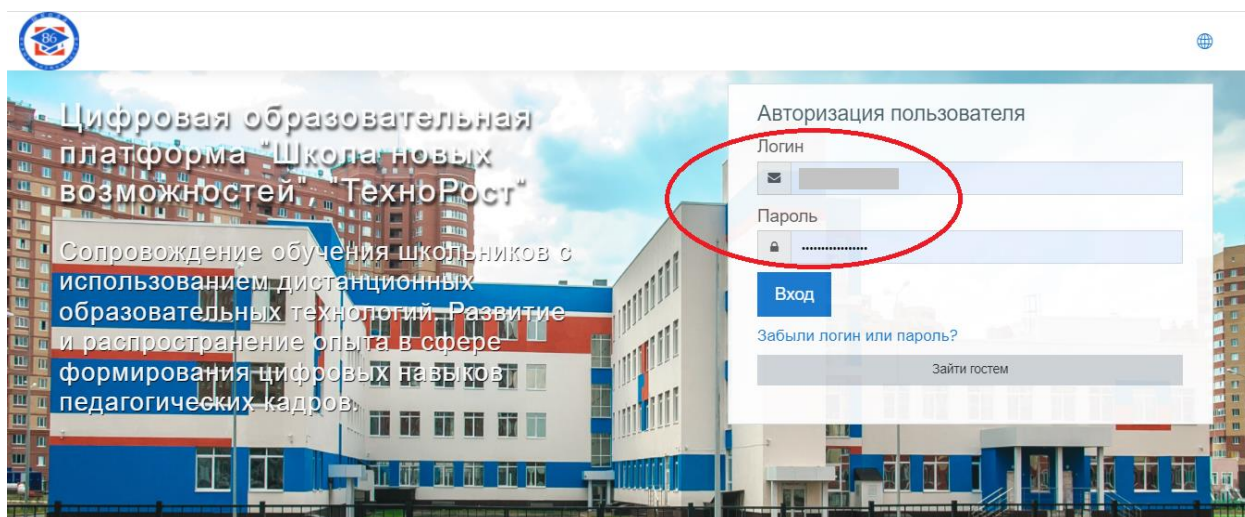 86
Цифровая образовательная
платформа "Школа новых
возможностей", "ТехноРост"
Сопровождение обучения школьников с
использованием дистанционных
образовательных технологий. Развитие
и распространение опыта в сфере
формирования цифровых навыков
педагогических кадров.
Авторизация пользователя
Логин
Пароль
Вход
Забыли логин или пароль?
Зайти гостем